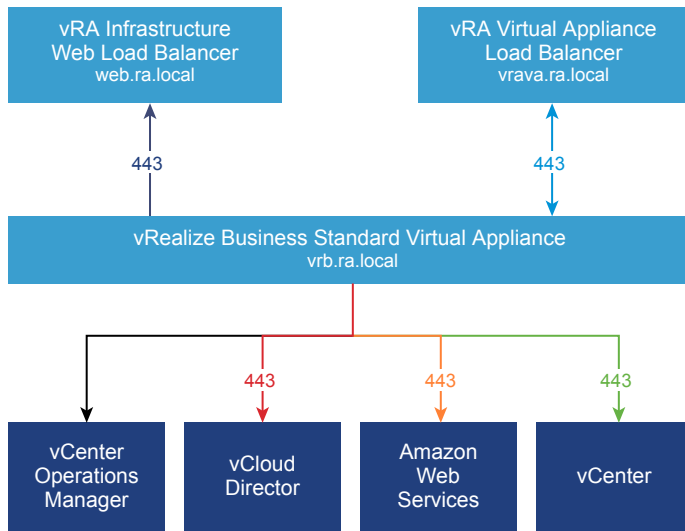 vRA Infrastructure
Web Load Balancer
web.ra.local
vRA Virtual Appliance
Load Balancer
vrava.ra.local
443
443
vRealize Business Standard Virtual Appliance
vrb.ra.local
443
443
443
vCenter
Operations
Manager
vCloud
Director
Amazon
Web
Services
vCenter